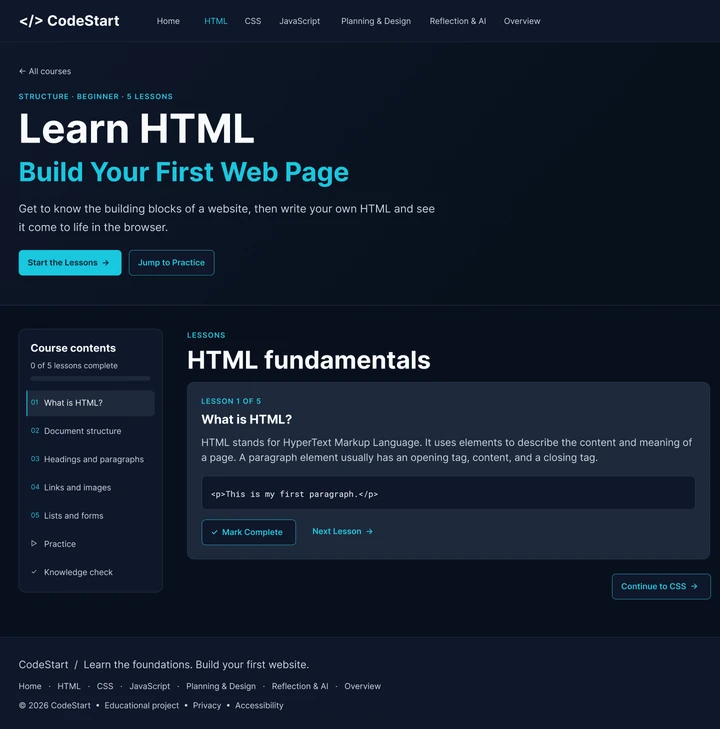 </> CodeStart
Home HTML CSS JavaScript Planning & Design Reflection & AI Overview
← All courses
STRUCTURE · BEGINNER · 5 LESSONS
Learn HTML
Build Your First Web Page
Get to know the building blocks of a website, then write your own HTML and see
it come to life in the browser.
Start the Lessons →
Jump to Practice
Course contents
0 of 5 lessons complete
01 What is HTML?
02 Document structure
03 Headings and paragraphs
04 Links and images
05 Lists and forms
▷ Practice
✓ Knowledge check
LESSONS
HTML fundamentals
LESSON 1 OF 5
What is HTML?
HTML stands for HyperText Markup Language. It uses elements to describe the content and meaning of
a page. A paragraph element usually has an opening tag, content, and a closing tag.
<p>This is my first paragraph.</p>
✓ Mark Complete
Next Lesson →
Continue to CSS →
CodeStart / Learn the foundations. Build your first website.
Home · HTML · CSS · JavaScript · Planning & Design · Reflection & AI · Overview
© 2026 CodeStart • Educational project • Privacy • Accessibility